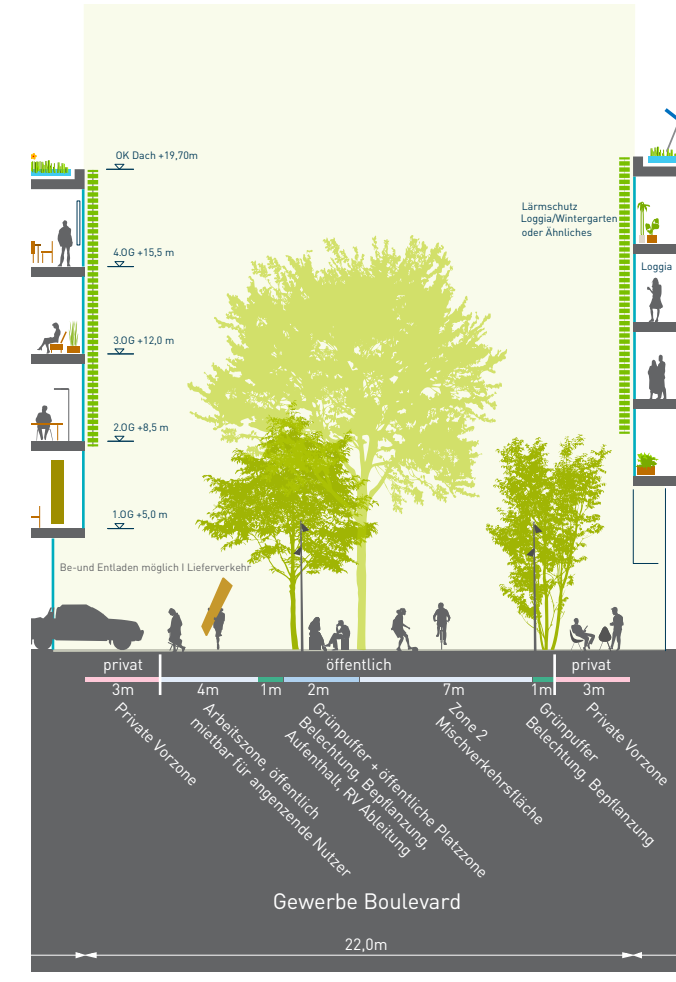 OK Dach +19,70m
Lärmschutz
Loggia/Wintergarten
oder Ähnliches
4.OG +15,5 m
Loggia
3.OG +12,0 m
2.OG +8,5 m
1.OG +5,0 m
Be-und Entladen möglich I Lieferverkehr
privat
öffentlich
privat
3m
4m
1m
2m
7m
1m
3m
Private Vorzone
Arbeitszone, öffentlich
mietbar für angenzende Nutzer
Grünpuffer + öffentliche Platzzone
Belechtung, Bepflanzung,
Aufenthalt, RV Ableitung
Zone 2
Mischverkehrsfläche
Grünpuffer
Belechtung, Bepflanzung
Private Vorzone
Gewerbe Boulevard
22,0m